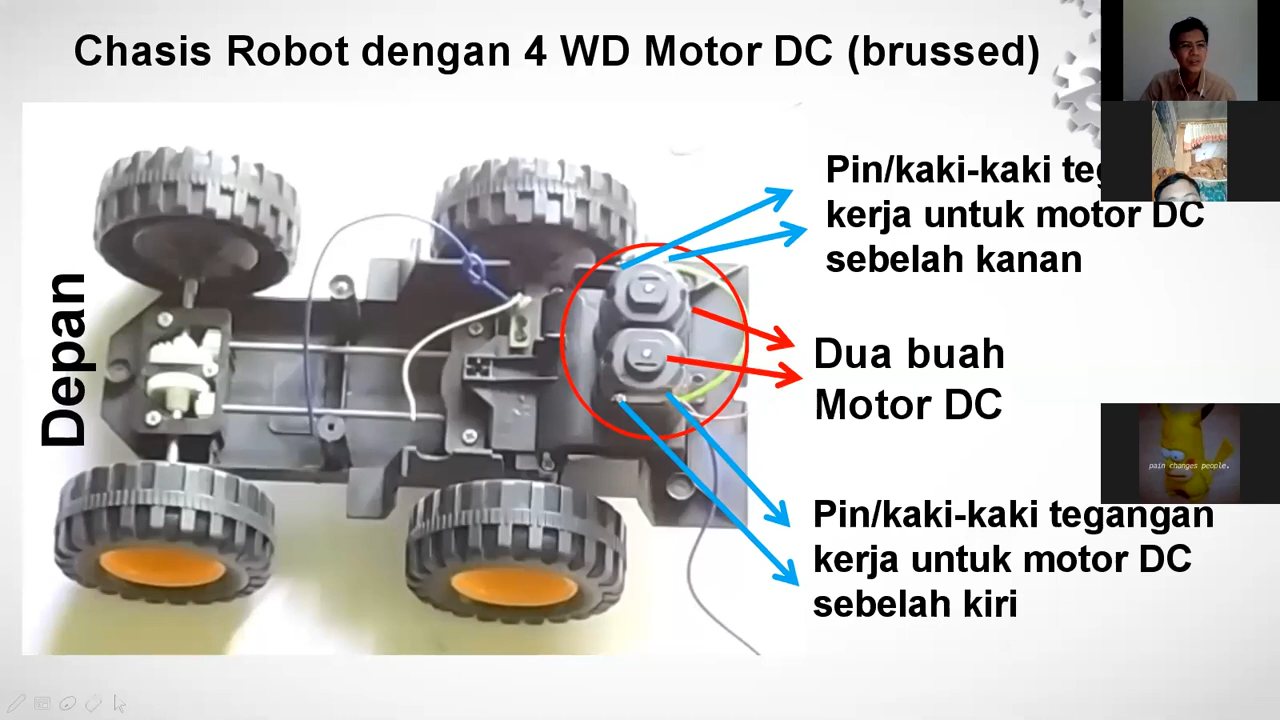 Chasis Robot dengan 4 WD Motor DC (brussed)
Pin/kaki-kaki
kerja untuk motor DC
sebelah kanan
Depan
Dua buah
Motor DC
pain changes people.
Pin/kaki-kaki tegangan
kerja untuk motor DC
sebelah kiri